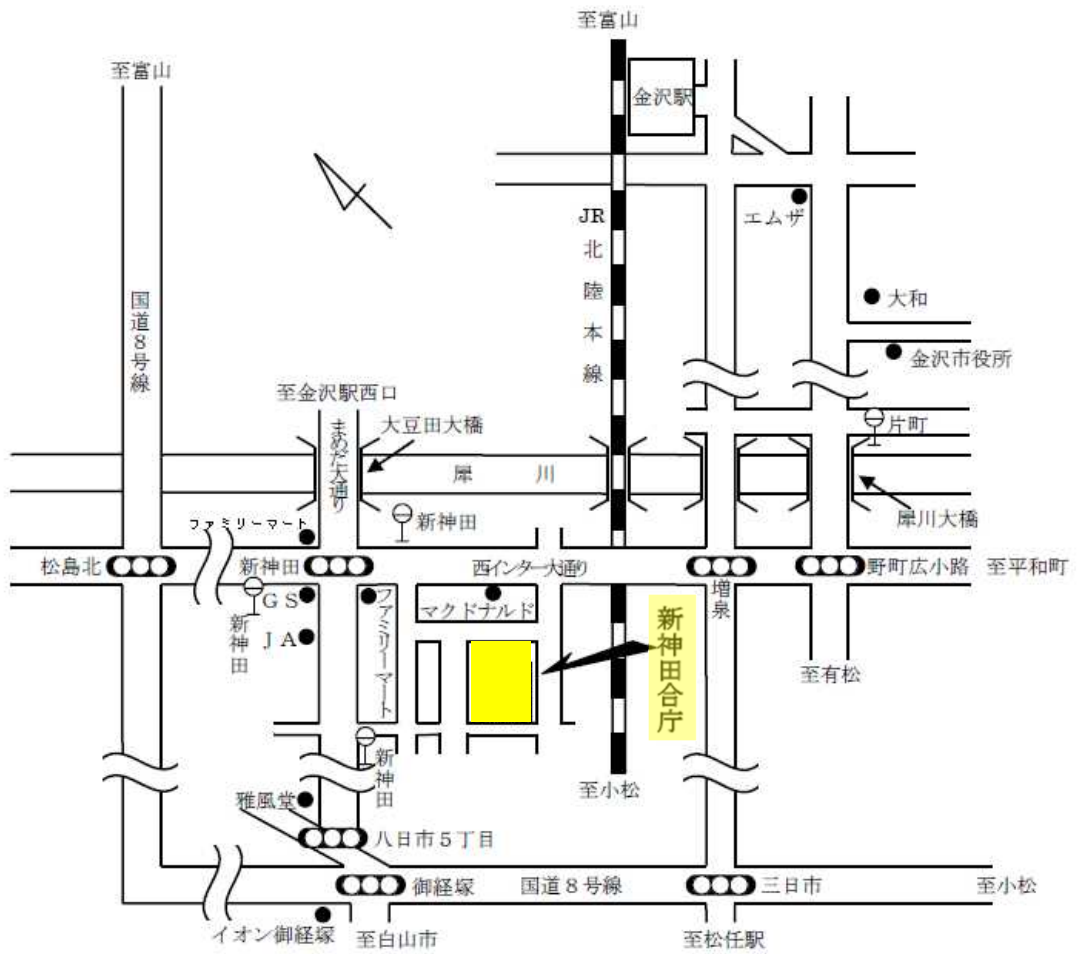 至富山
至富山
金沢駅
エムザ
JR北陸本線
大和
国道8号線
金沢市役所
至金沢駅西口
まめだ大通り
大豆田大橋
片町
犀川
犀川大橋
ファミリーマート
新神田
松島北
新神田
西インター大通り
増泉
野町広小路
至平和町
GS
新神田
JA
ファミリーマート
マクドナルド
新神田合庁
至有松
新神田
至小松
雅風堂
八日市5丁目
御経塚
国道8号線
三日市
至小松
イオン御経塚
至白山市
至松任駅